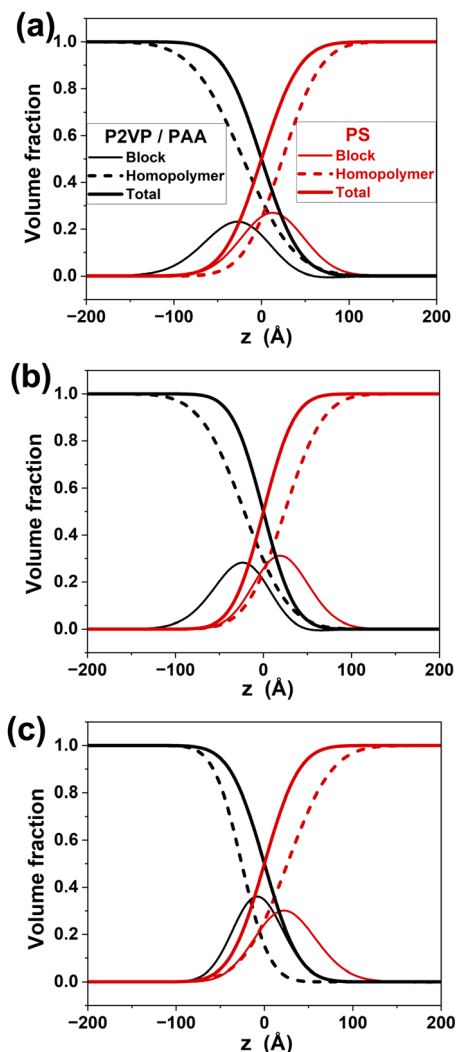 (a)
Volume fraction
1.0
0.8
0.6
0.4
0.2
0.0
P2VP / PAA
Block
Homopolymer
Total
PS
Block
Homopolymer
Total
−200 −100 0 100 200
z (Å)
(b)
Volume fraction
1.0
0.8
0.6
0.4
0.2
0.0
−200 −100 0 100 200
z (Å)
(c)
Volume fraction
1.0
0.8
0.6
0.4
0.2
0.0
−200 −100 0 100 200
z (Å)